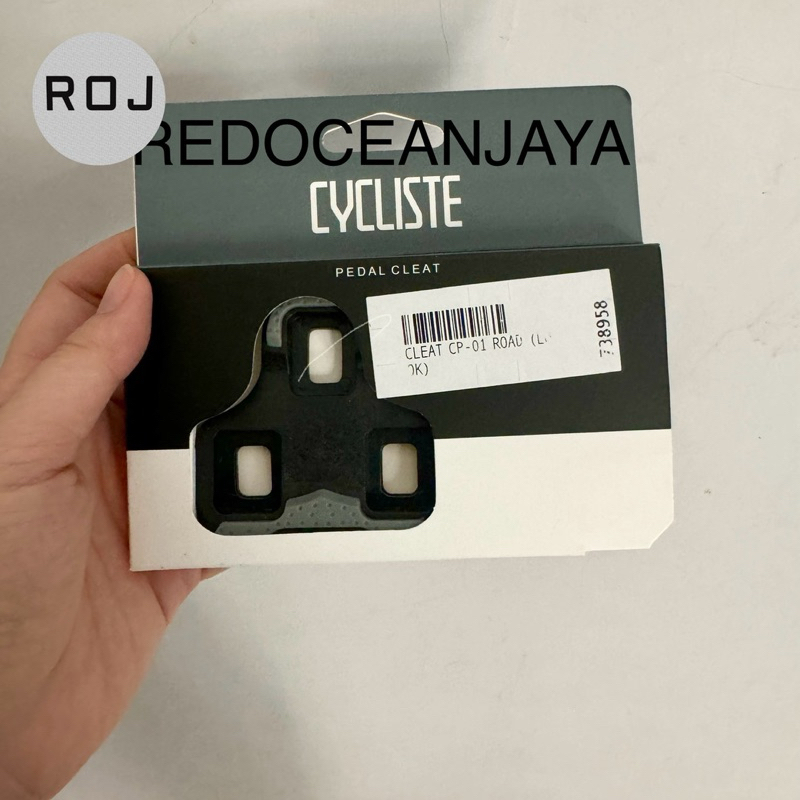 ROJ
REDOCEANJAYA
CYCLISTE
PEDAL CLEAT
CLEAT CP-01 ROAD
738958